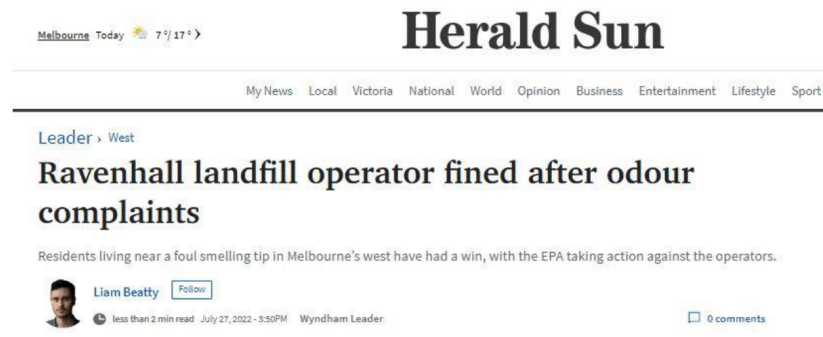 Melbourne Today 7°/17°
Herald Sun
My News Local Victoria National World Opinion Business Entertainment Lifestyle Sport
Leader › West
Ravenhall landfill operator fined after odour
complaints
Residents living near a foul smelling tip in Melbourne's west have had a win, with the EPA taking action against the operators.
Liam Beatty Follow
less than 2 min read July 27, 2022 - 3:50PM Wyndham Leader
0 comments